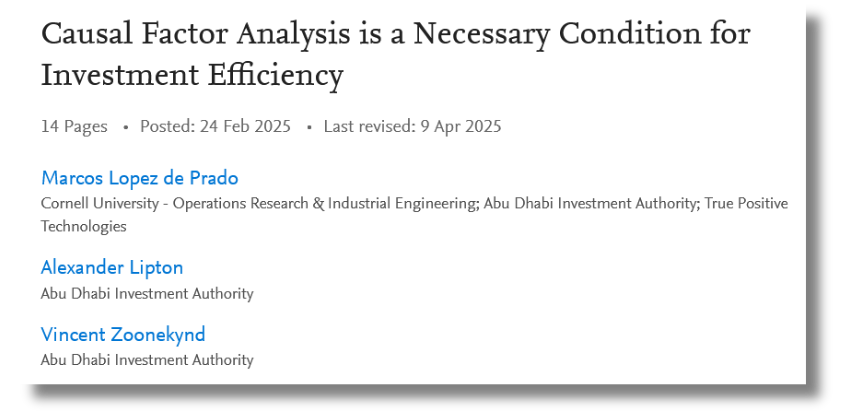 Causal Factor Analysis is a Necessary Condition for
Investment Efficiency
14 Pages • Posted: 24 Feb 2025 • Last revised: 9 Apr 2025
Marcos Lopez de Prado
Cornell University - Operations Research & Industrial Engineering; Abu Dhabi Investment Authority; True Positive
Technologies
Alexander Lipton
Abu Dhabi Investment Authority
Vincent Zoonekynd
Abu Dhabi Investment Authority